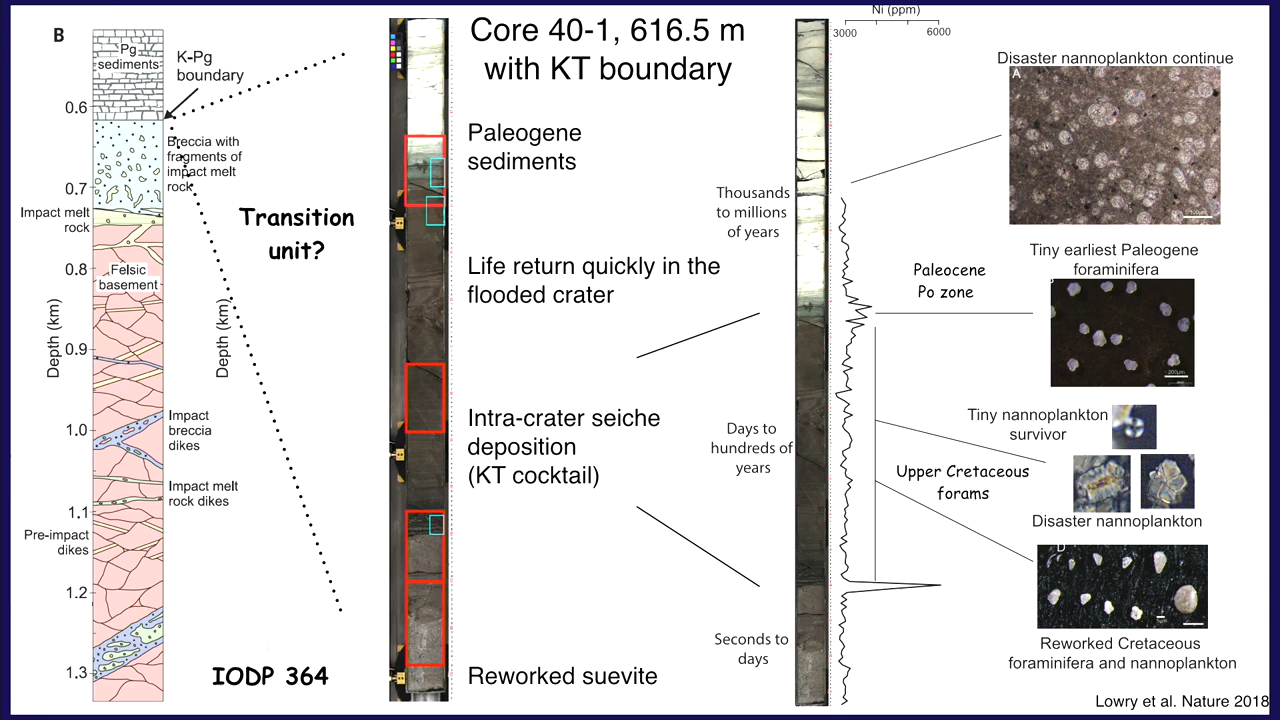 B
Pg
sediments
K-Pg
boundary
0.6
Breccia with
fragments of
impact melt
rock
0.7
Impact melt
rock
0.8
Felsic
basement
Depth (km)
Depth (km)
0.9
1.0
Impact
breccia
dikes
Impact melt
rock dikes
1.1
Pre-impact
dikes
1.2
1.3
Transition
unit?
IODP 364
Core 40-1, 616.5 m
with KT boundary
Paleogene
sediments
Life return quickly in the
flooded crater
Intra-crater seiche
deposition
(KT cocktail)
Reworked suevite
Thousands
to millions
of years
Days to
hundreds of
years
Seconds to
days
Ni (ppm)
3000
6000
Disaster nannoplankton continue
A
100µm
Tiny earliest Paleogene
foraminifera
Paleocene
Po zone
200µm
Tiny nannoplankton
survivor
Upper Cretaceous
forams
Disaster nannoplankton
D
Reworked Cretaceous
foraminifera and nannoplankton
Lowry et al. Nature 2018